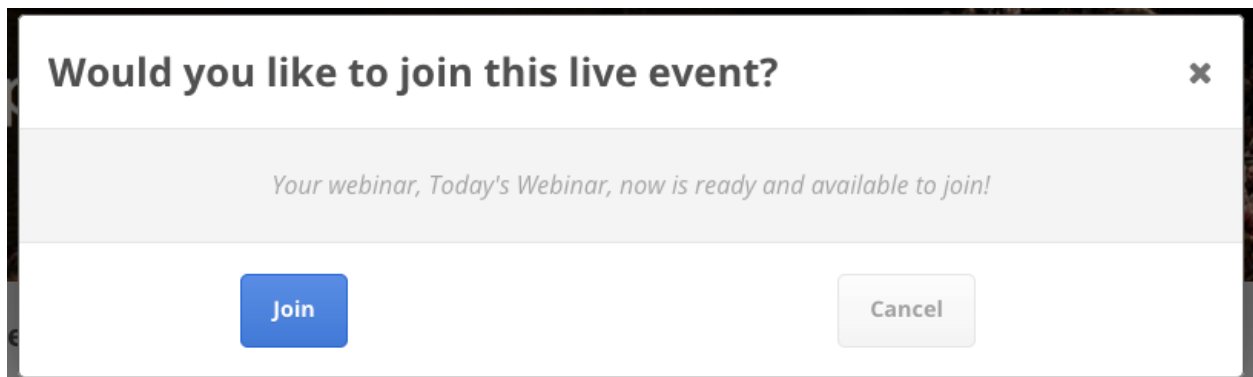 Would you like to join this live event?
Your webinar, Today's Webinar, now is ready and available to join!
Join
Cancel